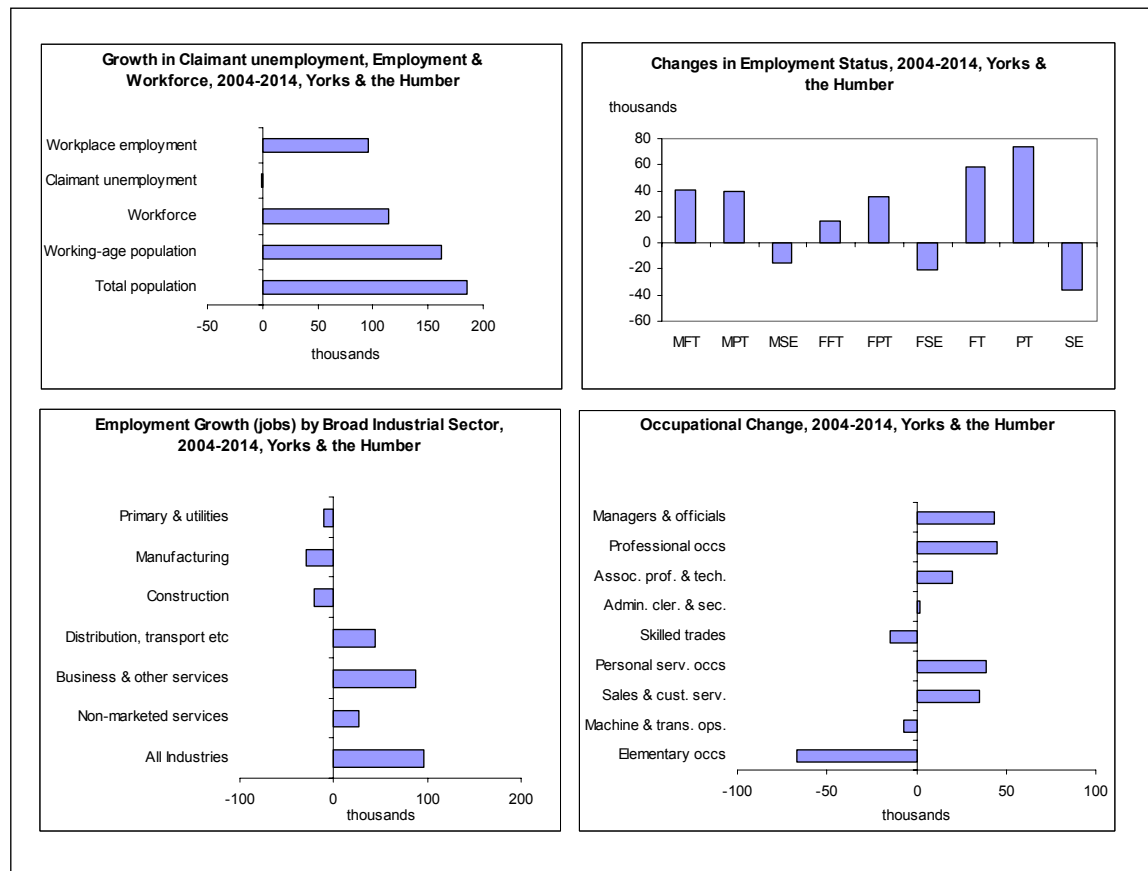 Growth in Claimant unemployment, Employment &
Workforce, 2004-2014, Yorks & the Humber
Workplace employment
Claimant unemployment
Workforce
Working-age population
Total population
-50 0 50 100 150 200
thousands
Changes in Employment Status, 2004-2014, Yorks &
the Humber
thousands
80
60
40
20
0
-20
-40
-60
MFT MPT MSE FFT FPT FSE FT PT SE
Employment Growth (jobs) by Broad Industrial Sector,
2004-2014, Yorks & the Humber
Primary & utilities
Manufacturing
Construction
Distribution, transport etc
Business & other services
Non-marketed services
All Industries
-100 0 100 200
thousands
Occupational Change, 2004-2014, Yorks & the Humber
Managers & officials
Professional occs
Assoc. prof. & tech.
Admin. cler. & sec.
Skilled trades
Personal serv. occs
Sales & cust. serv.
Machine & trans. ops.
Elementary occs
-100 -50 0 50 100
thousands